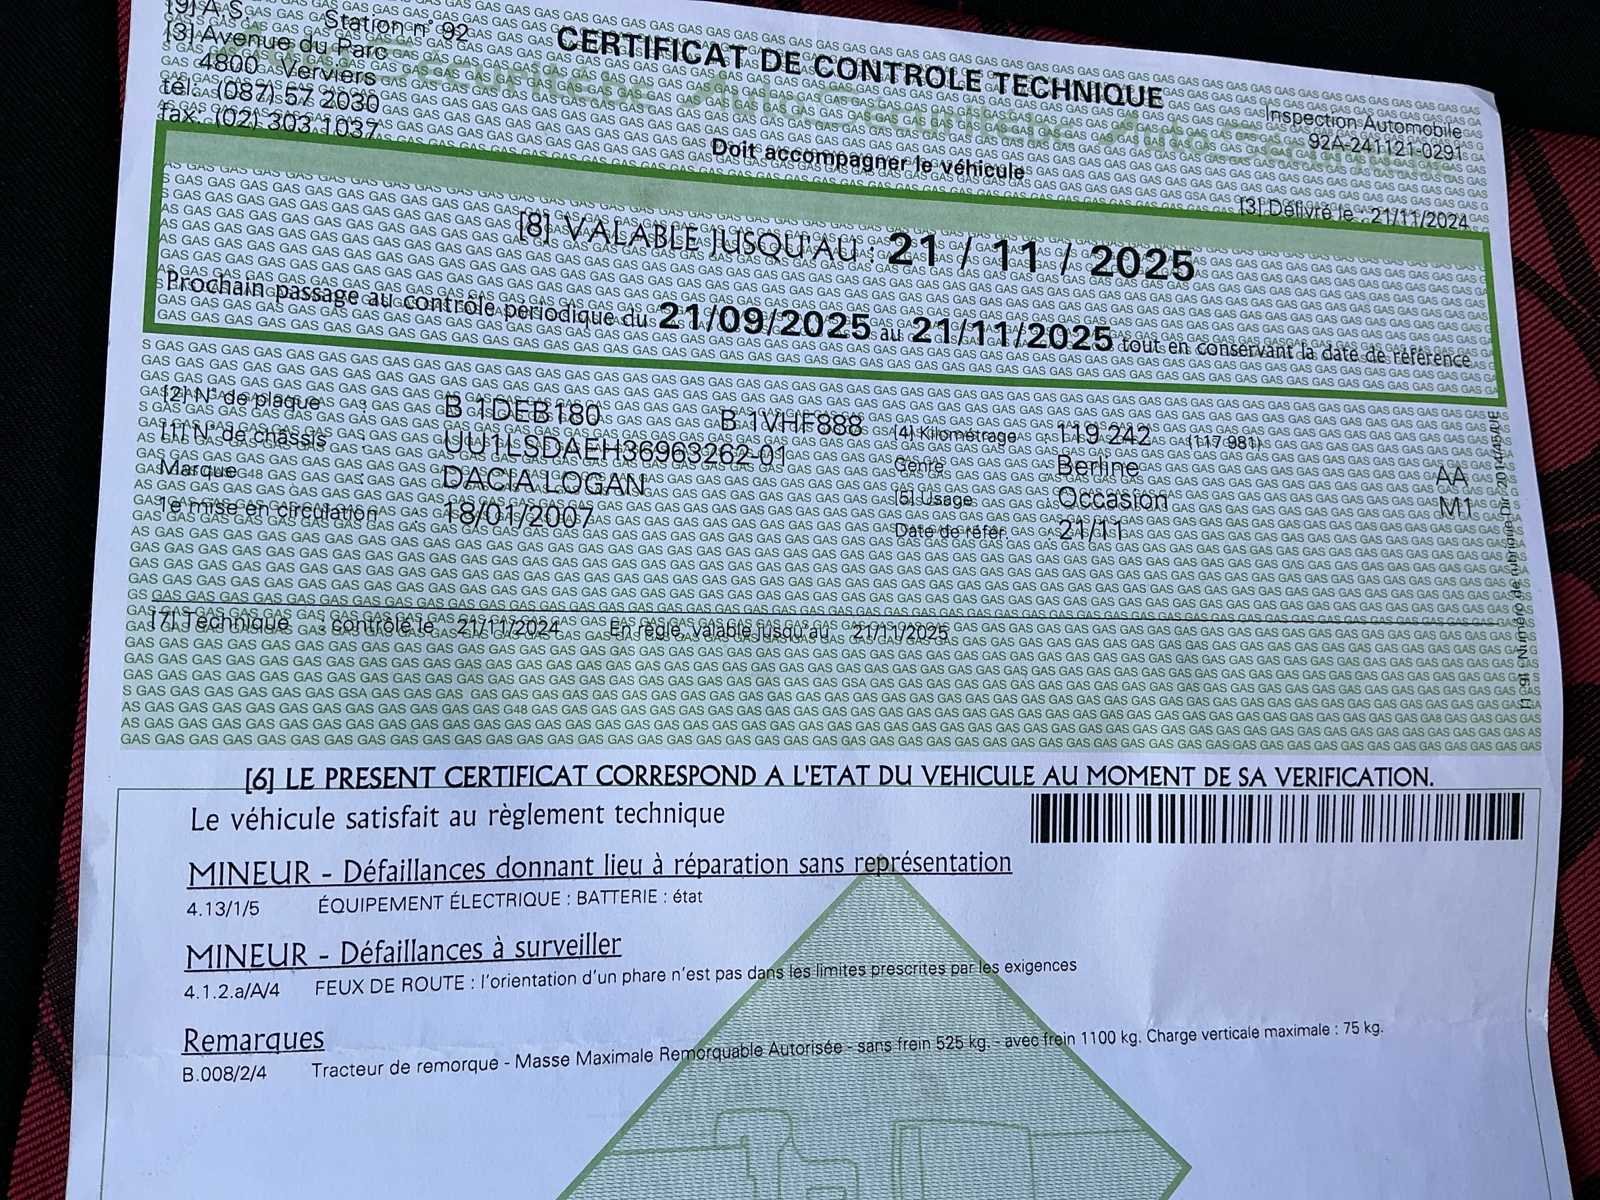 [9] A.S. Station n° 92
[3] Avenue du Parc
4800 Verviers
tél.: (087) 57 2030
fax: (02) 303 1037
CERTIFICAT DE CONTROLE TECHNIQUE
Inspection Automobile
92A-241121-0291
Doit accompagner le véhicule
[3] Délivré le 21/11/2024
[8] VALABLE JUSQU'AU : 21 / 11 / 2025
Prochain passage au contrôle périodique du 21/09/2025 au 21/11/2025 tout en conservant la date de référence
[2] N° de plaque : B 1DEB180 B 1VHF888 [4] Kilométrage : 119 242 (117 981)
[1] N° de châssis UU1LSDAEH36963262-01 Genre Berline AA
Marque : DACIA LOGAN [5] Usage Occasion M1
1e mise en circulation : 18/01/2007 Date de référ. 21/11
[7] Technique : contrôlé le 21/11/2024 En règle, valable jusqu'au 21/11/2025
[6] LE PRESENT CERTIFICAT CORRESPOND A L'ETAT DU VEHICULE AU MOMENT DE SA VERIFICATION.
Le véhicule satisfait au règlement technique
MINEUR - Défaillances donnant lieu à réparation sans représentation
4.13/1/5 ÉQUIPEMENT ÉLECTRIQUE : BATTERIE : état
MINEUR - Défaillances à surveiller
4.1.2.a/A/4 FEUX DE ROUTE : l'orientation d'un phare n'est pas dans les limites prescrites par les exigences
Remarques
B.008/2/4 Tracteur de remorque - Masse Maximale Remorquable Autorisée - sans frein 525 kg. - avec frein 1100 kg. Charge verticale maximale : 75 kg.